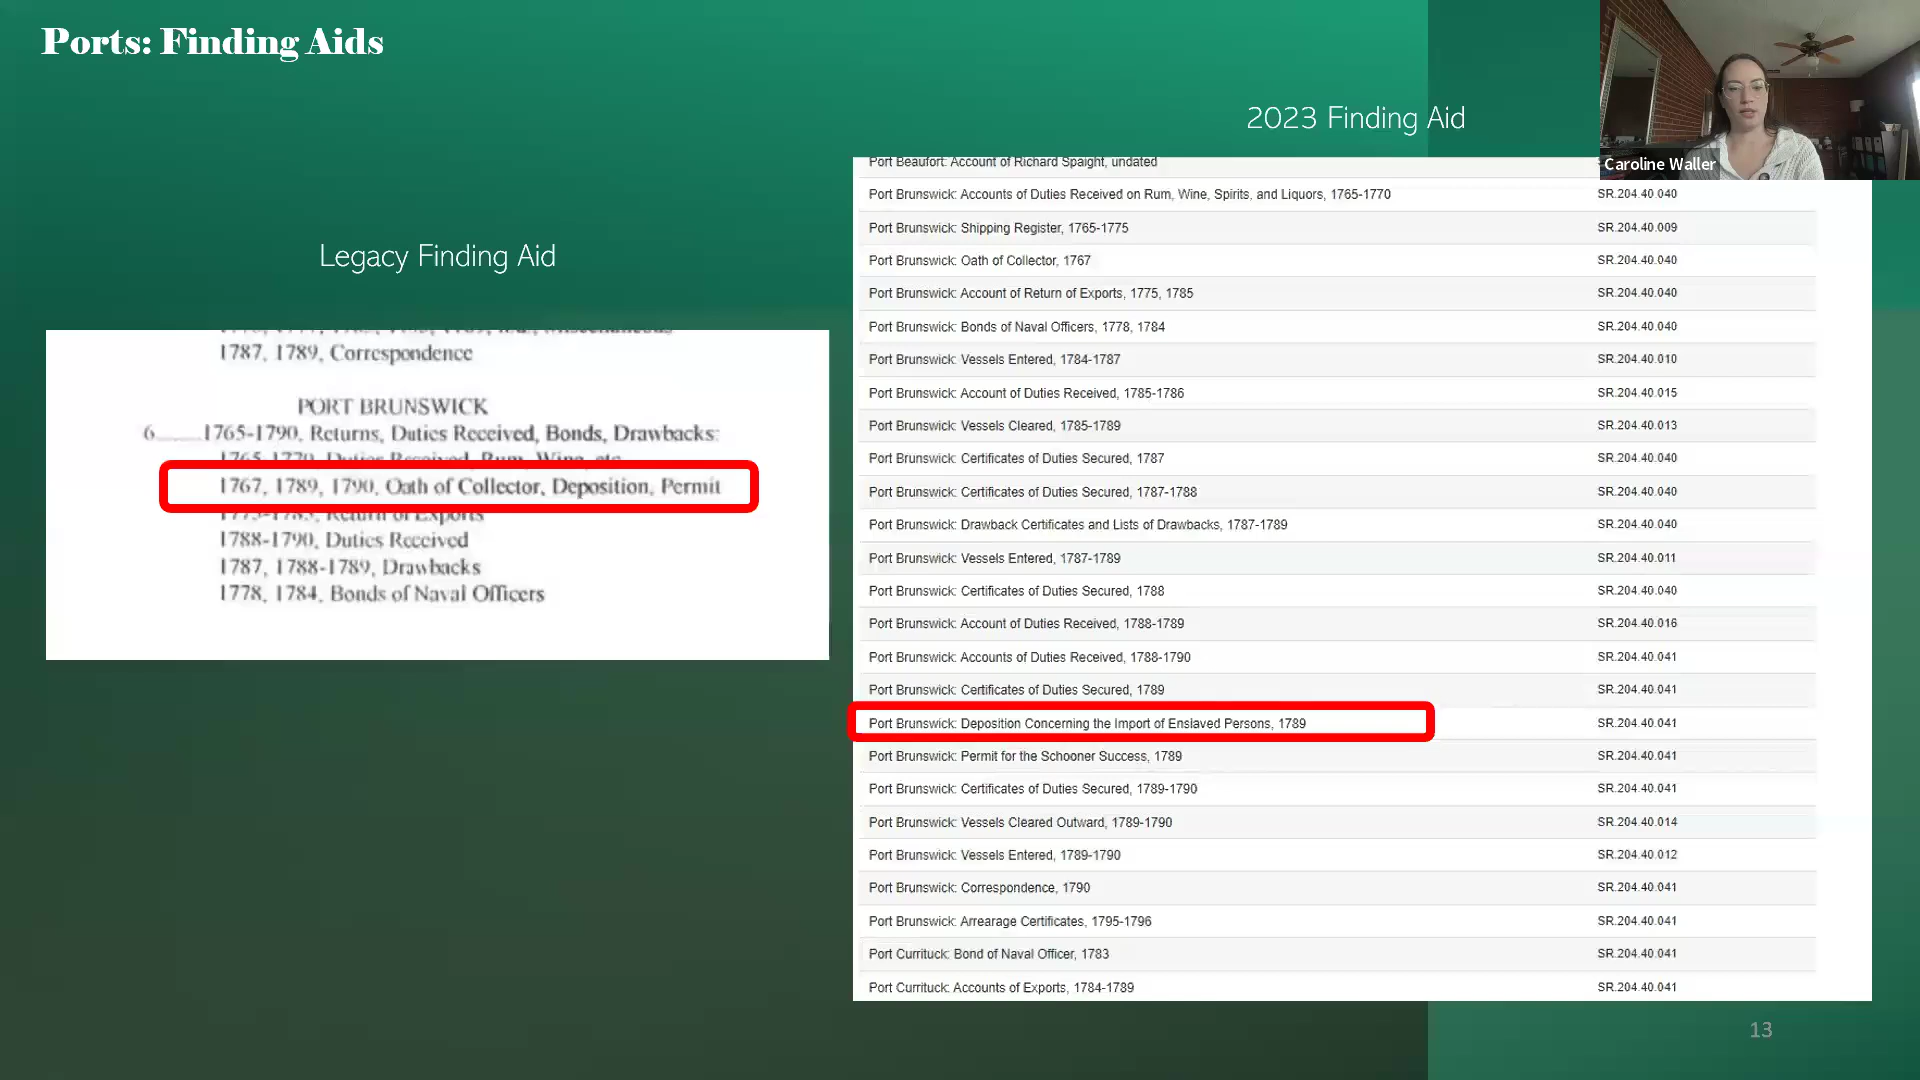 Ports: Finding Aids
Caroline Waller
Legacy Finding Aid
1787, 1789, Correspondence
PORT BRUNSWICK
6 1765-1790, Returns, Duties Received, Bonds, Drawbacks:
1765-1770, Duties Received, Rum, Wine, etc.
1767, 1789, 1790, Oath of Collector, Deposition, Permit
1775-1785, Return of Exports
1788-1790, Duties Received
1787, 1788-1789, Drawbacks
1778, 1784, Bonds of Naval Officers
2023 Finding Aid
Port Beaufort: Account of Richard Spaight, undated
Port Brunswick: Accounts of Duties Received on Rum, Wine, Spirits, and Liquors, 1765-1770 SR.204.40.040
Port Brunswick: Shipping Register, 1765-1775 SR.204.40.009
Port Brunswick: Oath of Collector, 1767 SR.204.40.040
Port Brunswick: Account of Return of Exports, 1775, 1785 SR.204.40.040
Port Brunswick: Bonds of Naval Officers, 1778, 1784 SR.204.40.040
Port Brunswick: Vessels Entered, 1784-1787 SR.204.40.010
Port Brunswick: Account of Duties Received, 1785-1786 SR.204.40.015
Port Brunswick: Vessels Cleared, 1785-1789 SR.204.40.013
Port Brunswick: Certificates of Duties Secured, 1787 SR.204.40.040
Port Brunswick: Certificates of Duties Secured, 1787-1788 SR.204.40.040
Port Brunswick: Drawback Certificates and Lists of Drawbacks, 1787-1789 SR.204.40.040
Port Brunswick: Vessels Entered, 1787-1789 SR.204.40.011
Port Brunswick: Certificates of Duties Secured, 1788 SR.204.40.040
Port Brunswick: Account of Duties Received, 1788-1789 SR.204.40.016
Port Brunswick: Accounts of Duties Received, 1788-1790 SR.204.40.041
Port Brunswick: Certificates of Duties Secured, 1789 SR.204.40.041
Port Brunswick: Deposition Concerning the Import of Enslaved Persons, 1789 SR.204.40.041
Port Brunswick: Permit for the Schooner Success, 1789 SR.204.40.041
Port Brunswick: Certificates of Duties Secured, 1789-1790 SR.204.40.041
Port Brunswick: Vessels Cleared Outward, 1789-1790 SR.204.40.014
Port Brunswick: Vessels Entered, 1789-1790 SR.204.40.012
Port Brunswick: Correspondence, 1790 SR.204.40.041
Port Brunswick: Arrearage Certificates, 1795-1796 SR.204.40.041
Port Currituck: Bond of Naval Officer, 1783 SR.204.40.041
Port Currituck: Accounts of Exports, 1784-1789 SR.204.40.041
13